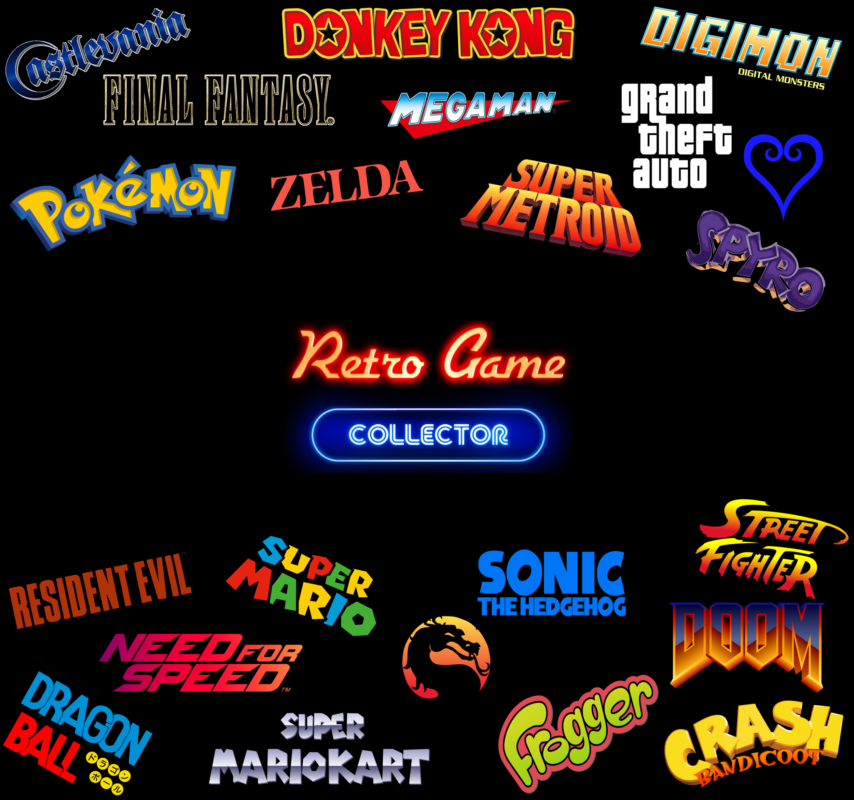 Castlevania
DONKEY KONG
DIGIMON
DIGITAL MONSTERS
FINAL FANTASY®
MEGAMAN
grand
theft
auto
POKéMON
ZELDA
SUPER
METROID
SPYRO
Retro Game
COLLECTOR
STREET
FIGHTER
RESIDENT EVIL
SUPER
MARIO
SONIC
THE HEDGEHOG
DOOM
NEED FOR
SPEED™
DRAGON
BALL
ドラゴン
ボール
SUPER
MARIOKART
Frogger
CRASH
BANDICOOT